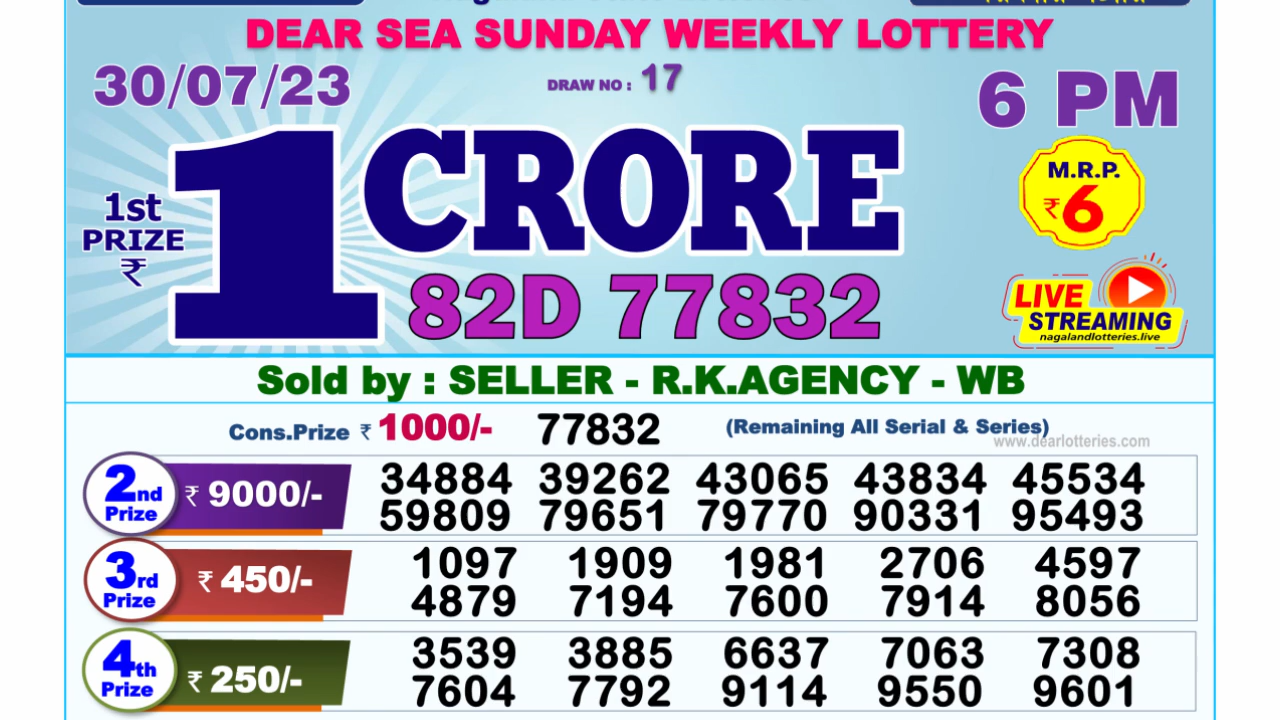 DEAR SEA SUNDAY WEEKLY LOTTERY
30/07/23
DRAW NO : 17
6 PM
1st
PRIZE
₹
1 CRORE
82D 77832
M.R.P.
₹6
LIVE
STREAMING
nagalandlotteries.live
Sold by : SELLER - R.K.AGENCY - WB
Cons.Prize ₹ 1000/- 77832 (Remaining All Serial & Series)
www.dearlotteries.com
2nd Prize ₹ 9000/-
34884 39262 43065 43834 45534
59809 79651 79770 90331 95493
3rd Prize ₹ 450/-
1097 1909 1981 2706 4597
4879 7194 7600 7914 8056
4th Prize ₹ 250/-
3539 3885 6637 7063 7308
7604 7792 9114 9550 9601